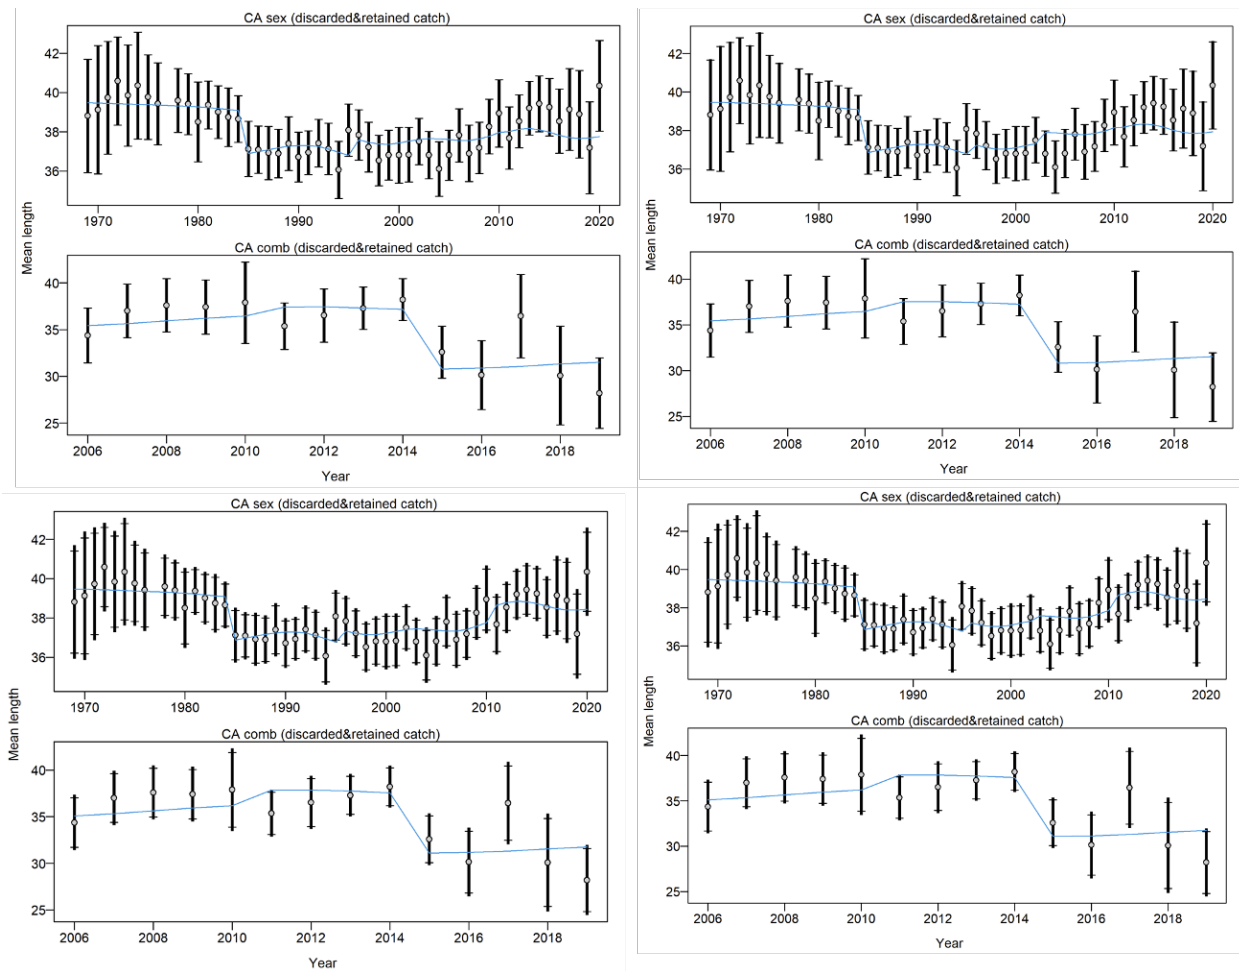 CA sex (discarded&retained catch)
42
40
38
36
1970 1980 1990 2000 2010 2020
Mean length
CA comb (discarded&retained catch)
40
35
30
25
2006 2008 2010 2012 2014 2016 2018
Year
CA sex (discarded&retained catch)
42
40
38
36
1970 1980 1990 2000 2010 2020
Mean length
CA comb (discarded&retained catch)
40
35
30
25
2006 2008 2010 2012 2014 2016 2018
Year
CA sex (discarded&retained catch)
42
40
38
36
1970 1980 1990 2000 2010 2020
Mean length
CA comb (discarded&retained catch)
40
35
30
25
2006 2008 2010 2012 2014 2016 2018
Year
CA sex (discarded&retained catch)
42
40
38
36
1970 1980 1990 2000 2010 2020
Mean length
CA comb (discarded&retained catch)
40
35
30
25
2006 2008 2010 2012 2014 2016 2018
Year